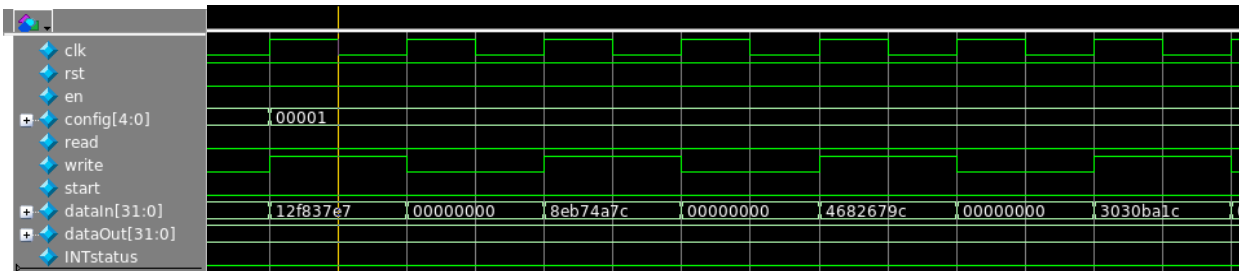 clk
rst
en
config[4:0] 00001
read
write
start
dataIn[31:0] 12f837e7 00000000 8eb74a7c 00000000 4682679c 00000000 3030ba1c
dataOut[31:0]
INTstatus